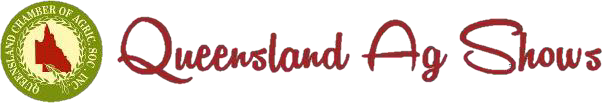 QUEENSLAND CHAMBER OF AGRIC. SOC. INC.
Queensland Ag Shows